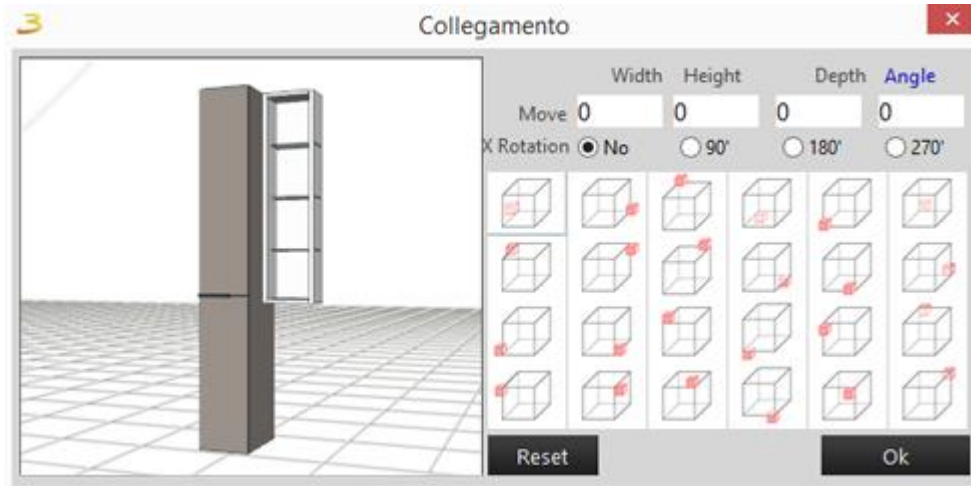 Collegamento
Width Height Depth Angle
Move 0 0 0 0
X Rotation No 90' 180' 270'
Reset Ok